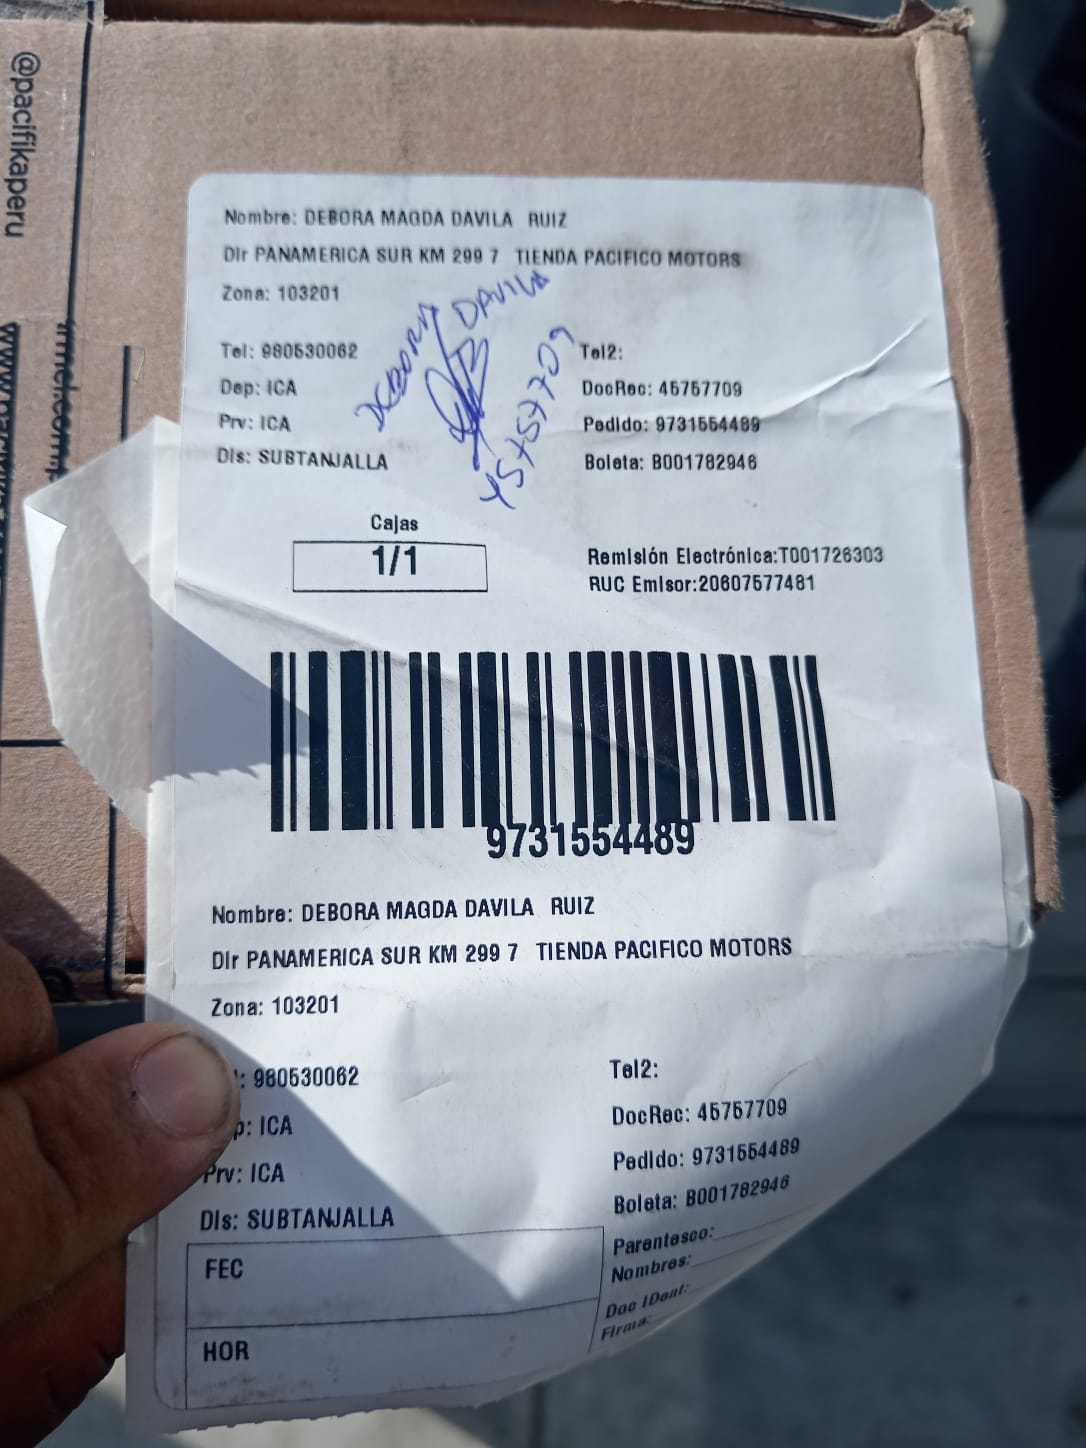 @pacifikaperu
Nombre: DEBORA MAGDA DAVILA RUIZ
Dir PANAMERICA SUR KM 299 7 TIENDA PACIFICO MOTORS
Zona: 103201
DEBORA DAVILA
45757709
Tel: 980530062
Tel2:
Dep: ICA
DocRec: 45757709
Prv: ICA
Pedido: 9731554489
Dis: SUBTANJALLA
Boleta: B001782946
Cajas
1/1
Remisión Electrónica:T001726303
RUC Emisor:20607577481
9731554489
Nombre: DEBORA MAGDA DAVILA RUIZ
Dir PANAMERICA SUR KM 299 7 TIENDA PACIFICO MOTORS
Zona: 103201
: 980530062
Tel2:
p: ICA
DocRec: 45757709
Prv: ICA
Pedido: 9731554489
Dis: SUBTANJALLA
Boleta: B001782946
Parentesco:
Nombres:
Doc IDent:
Firma:
FEC
HOR